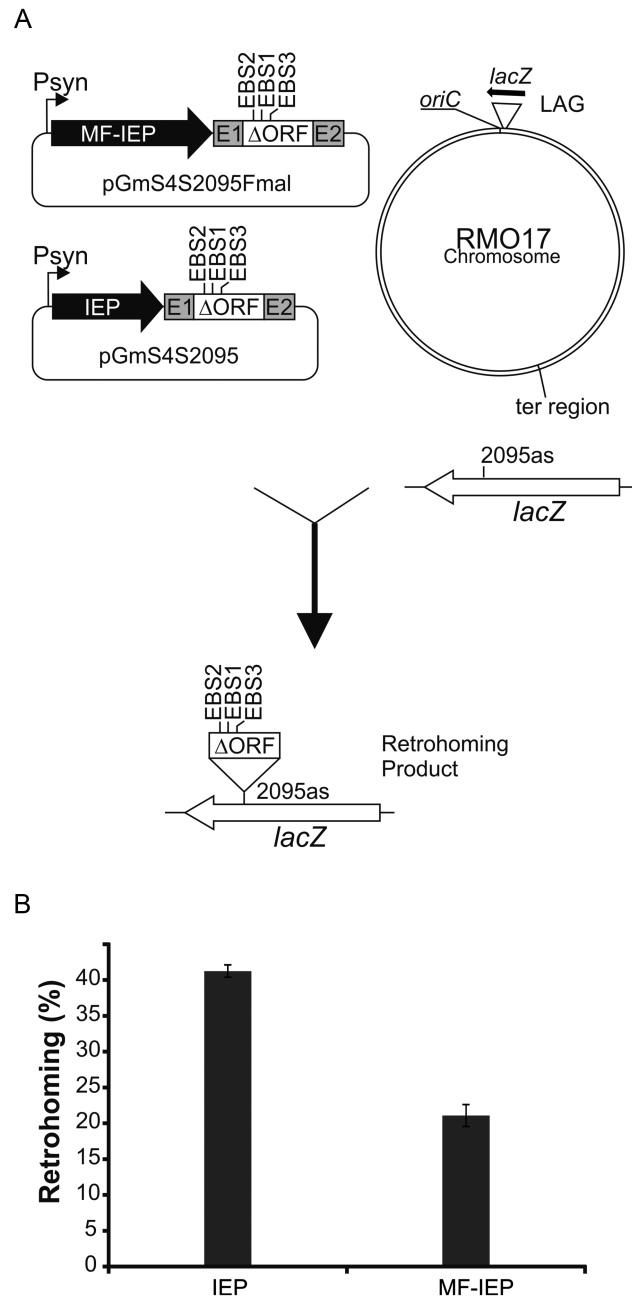 A
Psyn
EBS2
EBS1
EBS3
MF-IEP
E1
ΔORF
E2
pGmS4S2095Fmal
Psyn
EBS2
EBS1
EBS3
IEP
E1
ΔORF
E2
pGmS4S2095
lacZ
oriC
LAG
RMO17
Chromosome
ter region
2095as
lacZ
EBS2
EBS1
EBS3
ΔORF
2095as
lacZ
Retrohoming
Product
B
Retrohoming (%)
40
35
30
25
20
15
10
5
0
IEP
MF-IEP